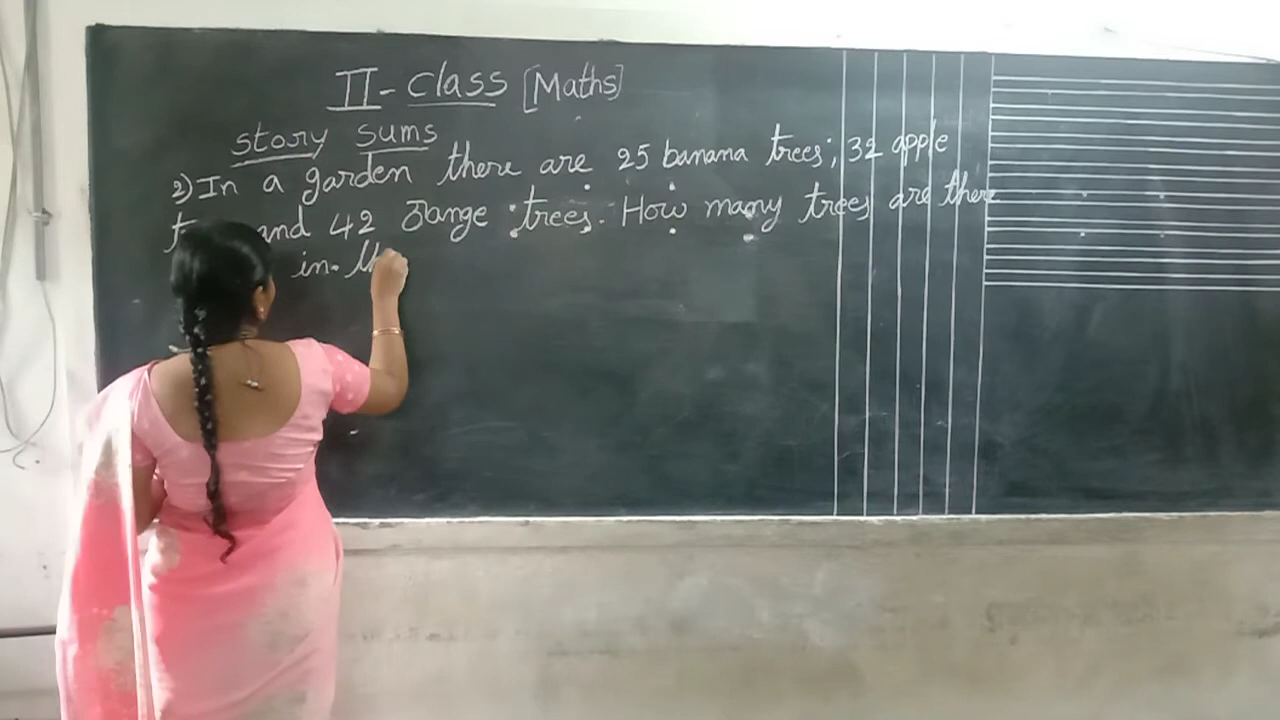 II - class [Maths]
story sums
2) In a garden there are 25 banana trees; 32 apple
and 42 orange trees. How many trees are there
in